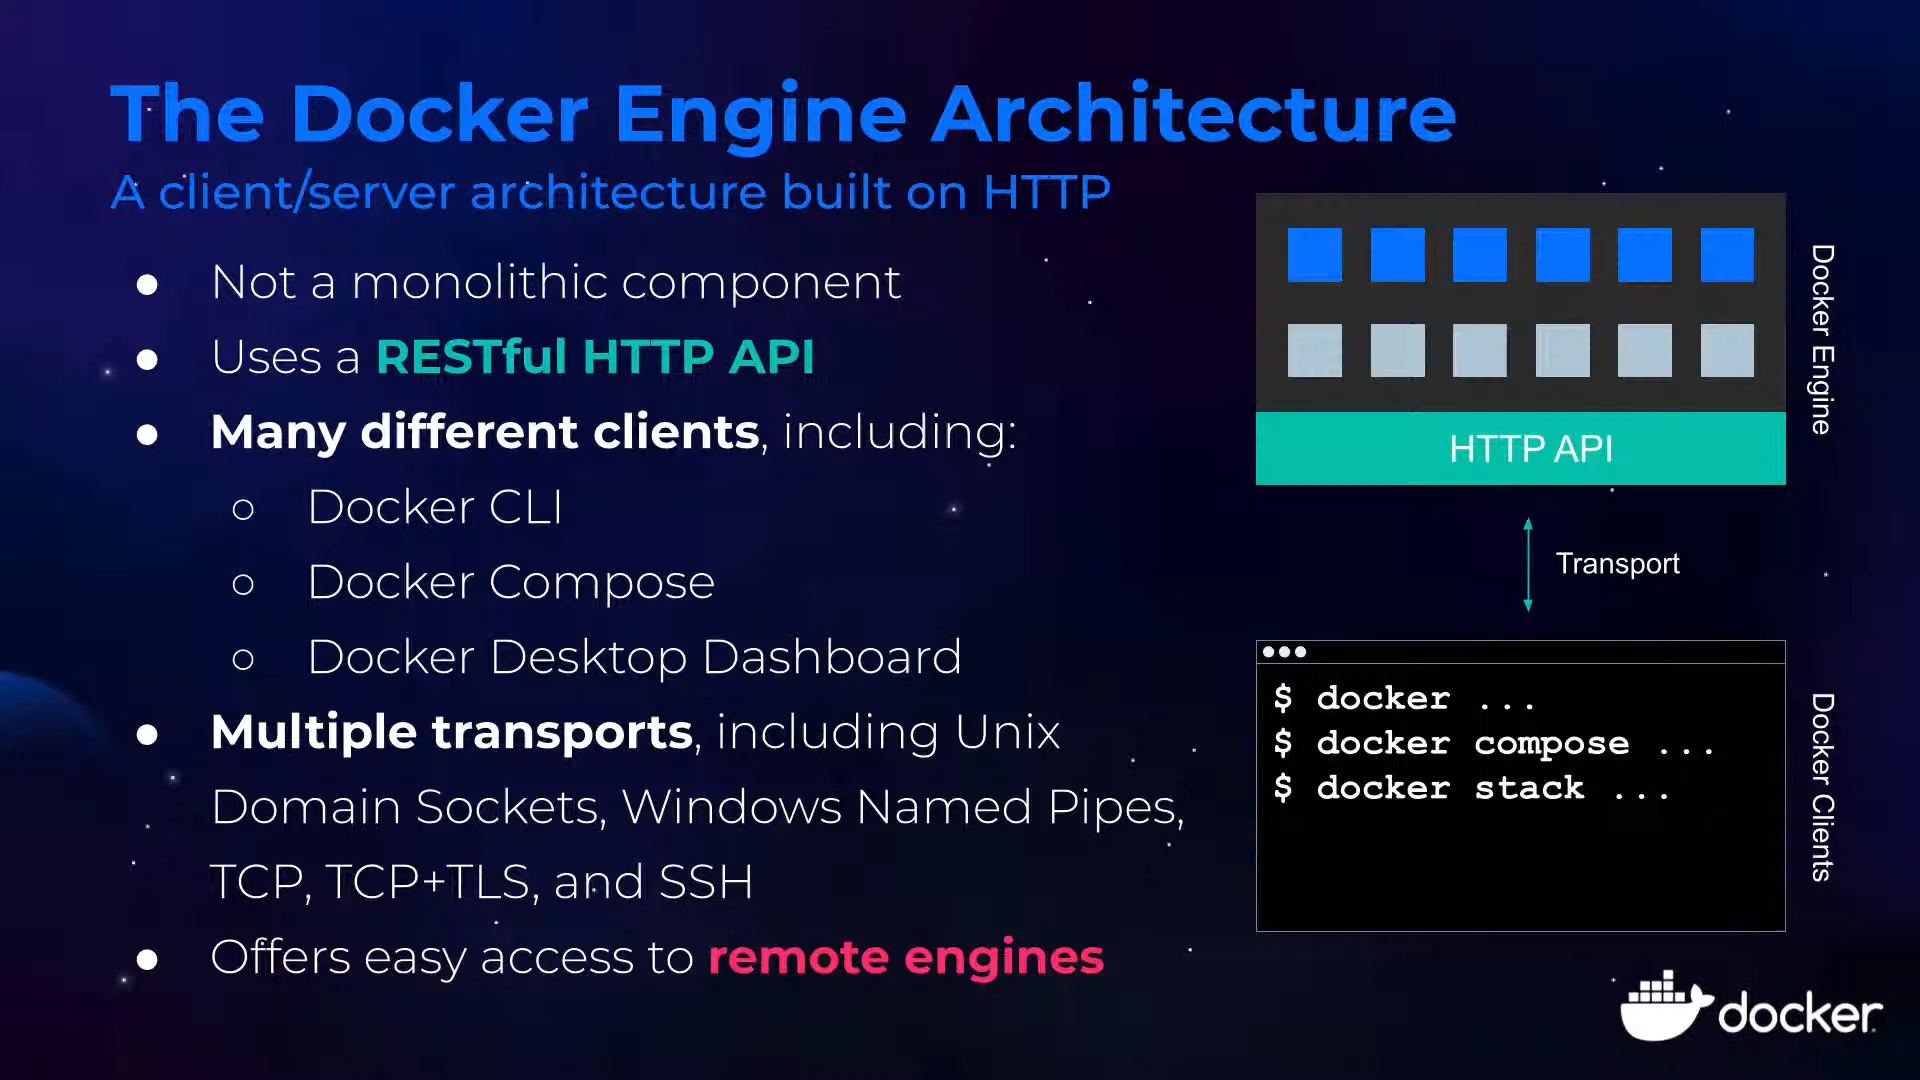 The Docker Engine Architecture
A client/server architecture built on HTTP
● Not a monolithic component
● Uses a RESTful HTTP API
● Many different clients, including:
○ Docker CLI
○ Docker Compose
○ Docker Desktop Dashboard
● Multiple transports, including Unix
Domain Sockets, Windows Named Pipes,
TCP, TCP+TLS, and SSH
● Offers easy access to remote engines
HTTP API
Docker Engine
Transport
$ docker ...
$ docker compose ...
$ docker stack ...
Docker Clients
docker